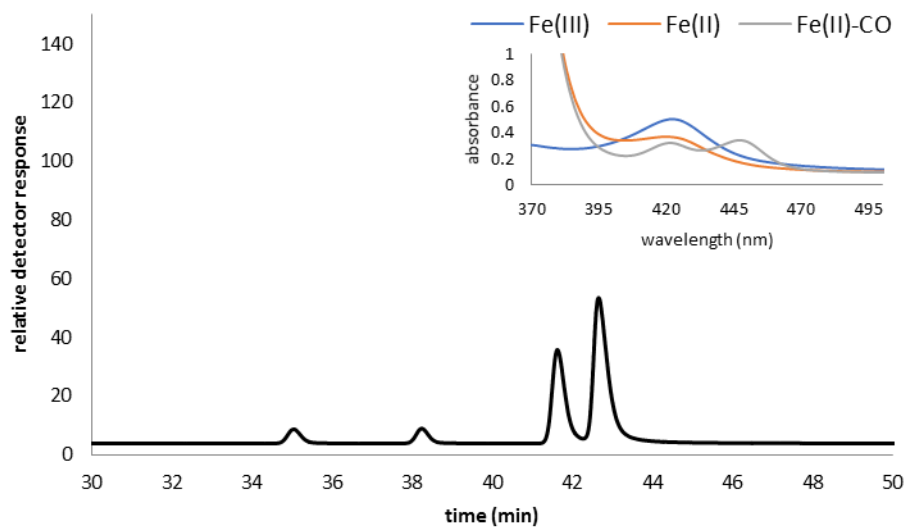 Fe(III) Fe(II) Fe(II)-CO
1
0.8
0.6
0.4
0.2
0
absorbance
370 395 420 445 470 495
wavelength (nm)
140
120
100
80
60
40
20
0
relative detector response
30 32 34 36 38 40 42 44 46 48 50
time (min)